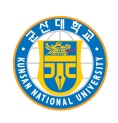 군산대학교
KUNSAN NATIONAL UNIVERSITY